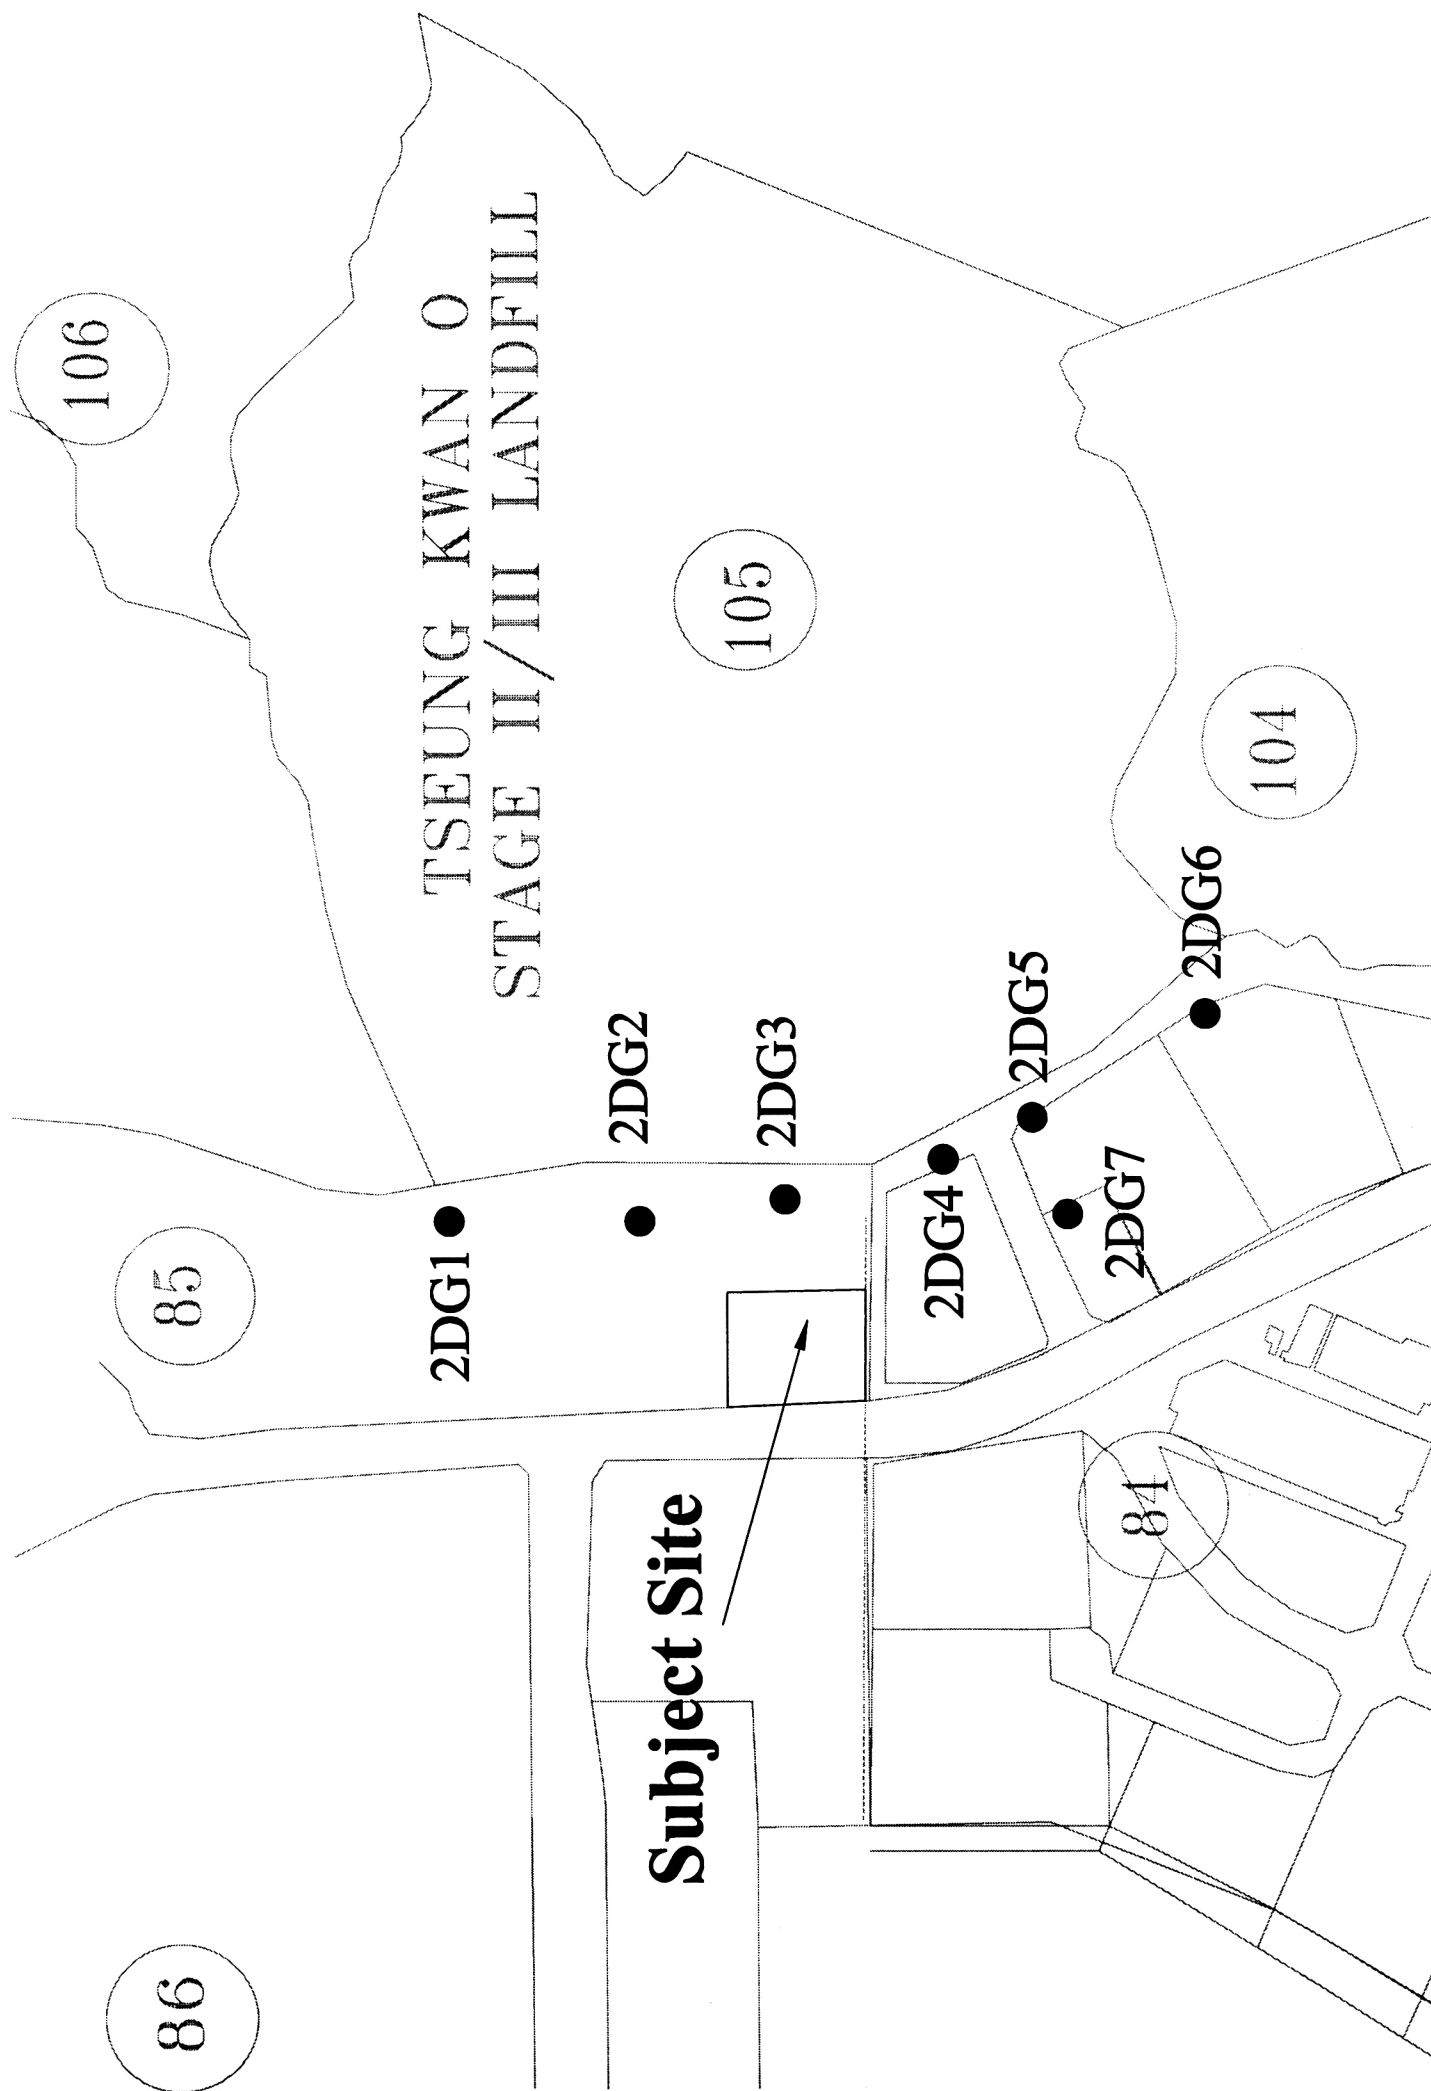 106
TSEUNG KWAN O
STAGE II/III LANDFILL
105
104
85
2DG1
2DG2
2DG3
2DG4
2DG5
2DG6
2DG7
Subject Site
84
86